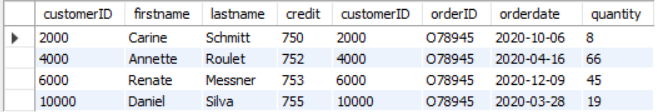 customerID firstname lastname credit customerID orderID orderdate quantity
2000 Carine Schmitt 750 2000 O78945 2020-10-06 8
4000 Annette Roulet 752 4000 O78945 2020-04-16 66
6000 Renate Messner 753 6000 O78945 2020-12-09 45
10000 Daniel Silva 755 10000 O78945 2020-03-28 19